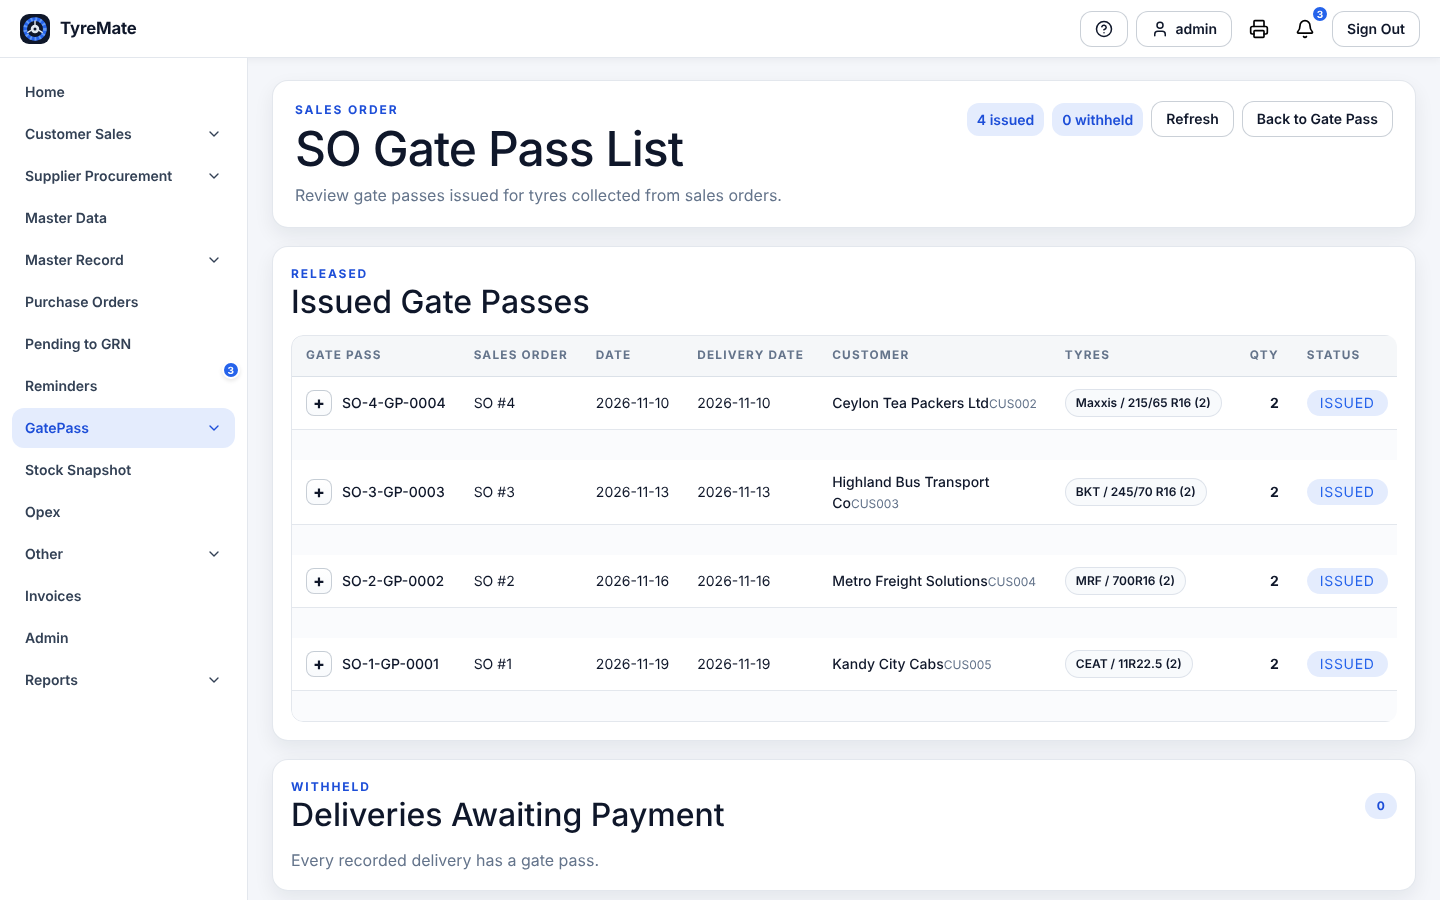 TyreMate
admin
3
Sign Out
Home
Customer Sales
Supplier Procurement
Master Data
Master Record
Purchase Orders
Pending to GRN
Reminders
3
GatePass
Stock Snapshot
Opex
Other
Invoices
Admin
Reports
SALES ORDER
SO Gate Pass List
Review gate passes issued for tyres collected from sales orders.
4 issued
0 withheld
Refresh
Back to Gate Pass
RELEASED
Issued Gate Passes
GATE PASS SALES ORDER DATE DELIVERY DATE CUSTOMER TYRES QTY STATUS
+ SO-4-GP-0004 SO #4 2026-11-10 2026-11-10 Ceylon Tea Packers LtdCUS002 Maxxis / 215/65 R16 (2) 2 ISSUED
+ SO-3-GP-0003 SO #3 2026-11-13 2026-11-13 Highland Bus Transport
CoCUS003 BKT / 245/70 R16 (2) 2 ISSUED
+ SO-2-GP-0002 SO #2 2026-11-16 2026-11-16 Metro Freight SolutionsCUS004 MRF / 700R16 (2) 2 ISSUED
+ SO-1-GP-0001 SO #1 2026-11-19 2026-11-19 Kandy City CabsCUS005 CEAT / 11R22.5 (2) 2 ISSUED
WITHHELD
Deliveries Awaiting Payment
0
Every recorded delivery has a gate pass.